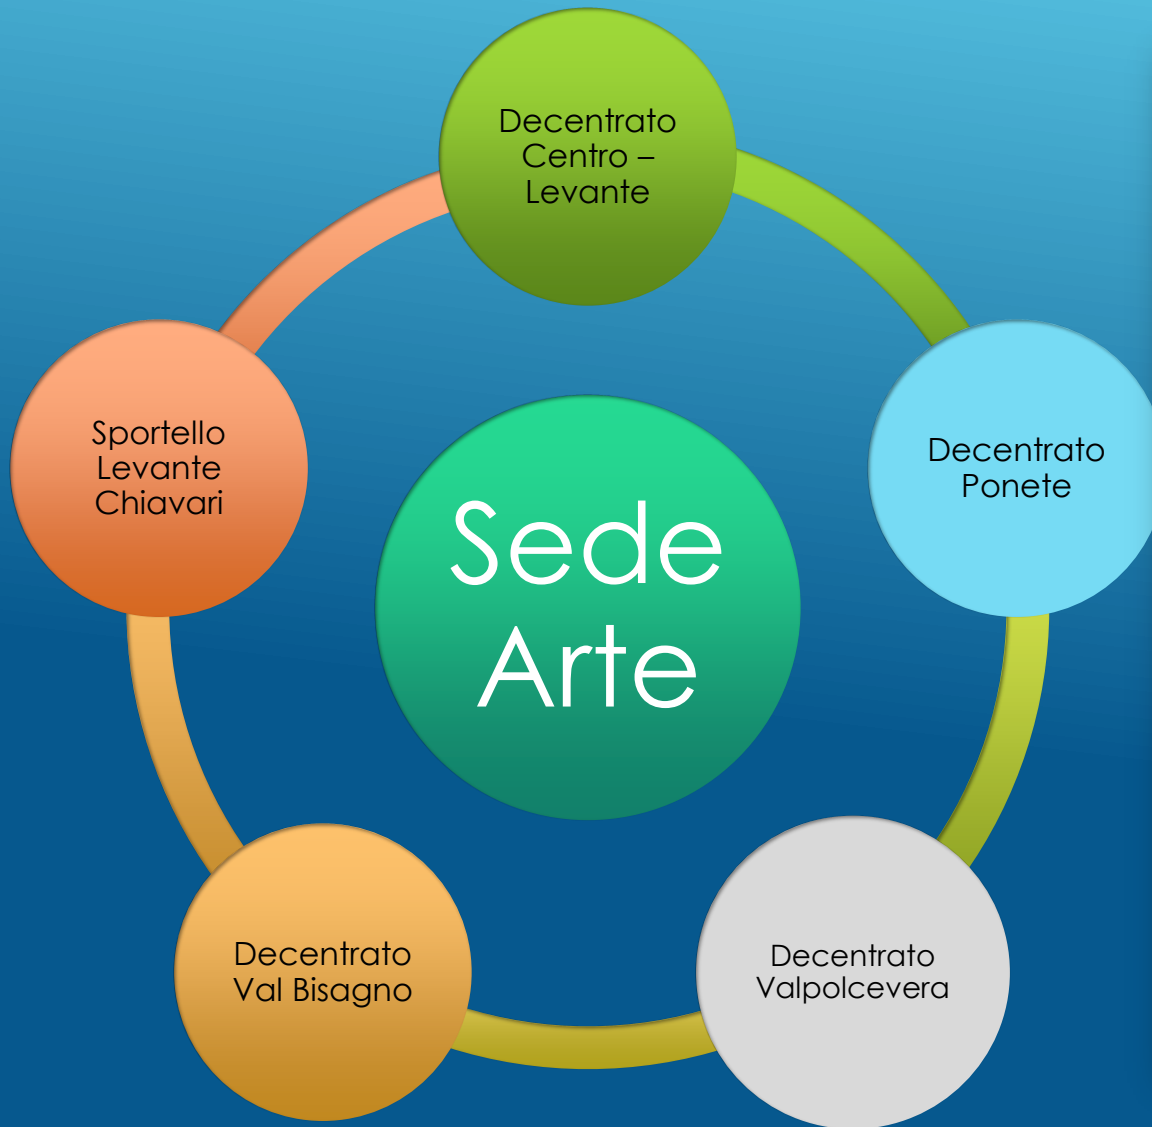 Decentrato
Centro –
Levante
Sportello
Levante
Chiavari
Decentrato
Ponete
Sede
Arte
Decentrato
Val Bisagno
Decentrato
Valpolcevera